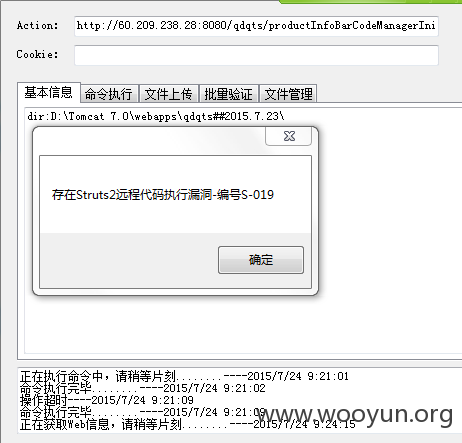 Action: http://60.209.238.28:8080/qdqts/productInfoBarCodeManagerIni
Cookie:
基本信息 命令执行 文件上传 批量验证 文件管理
dir:D:\Tomcat 7.0\webapps\qdqts##2015.7.23\
存在Struts2远程代码执行漏洞-编号S-019
确定
正在执行命令中，请稍等片刻........----2015/7/24 9:21:01
命令执行完毕........----2015/7/24 9:21:02
操作超时----2015/7/24 9:21:09
命令执行完毕........----2015/7/24 9:21:09
正在获取Web信息，请稍等片刻........----2015/7/24 9:24:15
www.wooyun.org